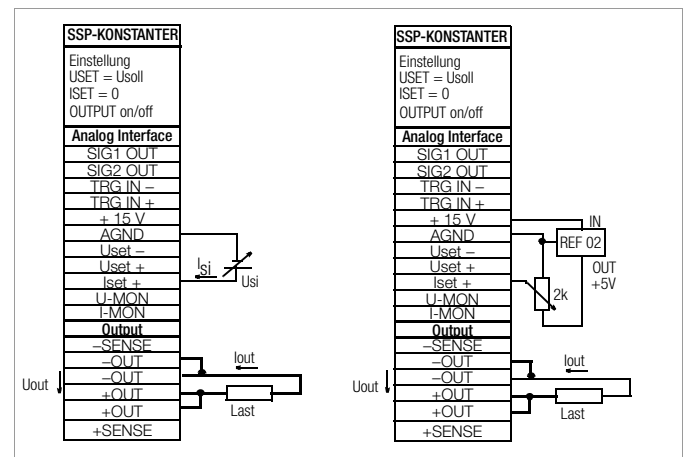 SSP-KONSTANTER
Einstellung
USET = Usoll
ISET = 0
OUTPUT on/off
Analog Interface
SIG1 OUT
SIG2 OUT
TRG IN –
TRG IN +
+ 15 V
AGND
Uset –
Uset +
Iset +
U-MON
I-MON
Output
–SENSE
–OUT
–OUT
+OUT
+OUT
+SENSE
Isi
Usi
Iout
Uout
Last
SSP-KONSTANTER
Einstellung
USET = Usoll
ISET = 0
OUTPUT on/off
Analog Interface
SIG1 OUT
SIG2 OUT
TRG IN –
TRG IN +
+ 15 V
AGND
Uset –
Uset +
Iset +
U-MON
I-MON
Output
–SENSE
–OUT
–OUT
+OUT
+OUT
+SENSE
IN
REF 02
OUT
+5V
2k
Iout
Uout
Last